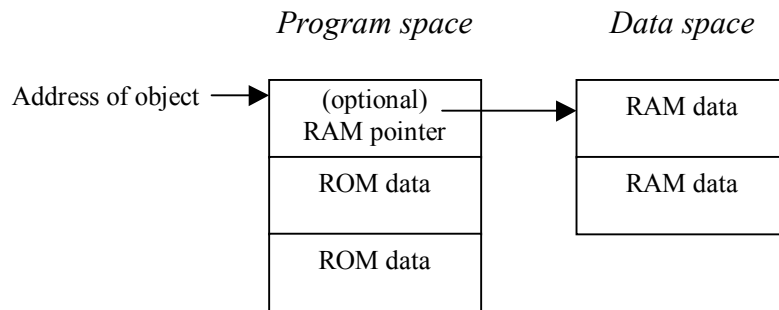 Program space
Data space
Address of object
(optional)
RAM pointer
ROM data
ROM data
RAM data
RAM data